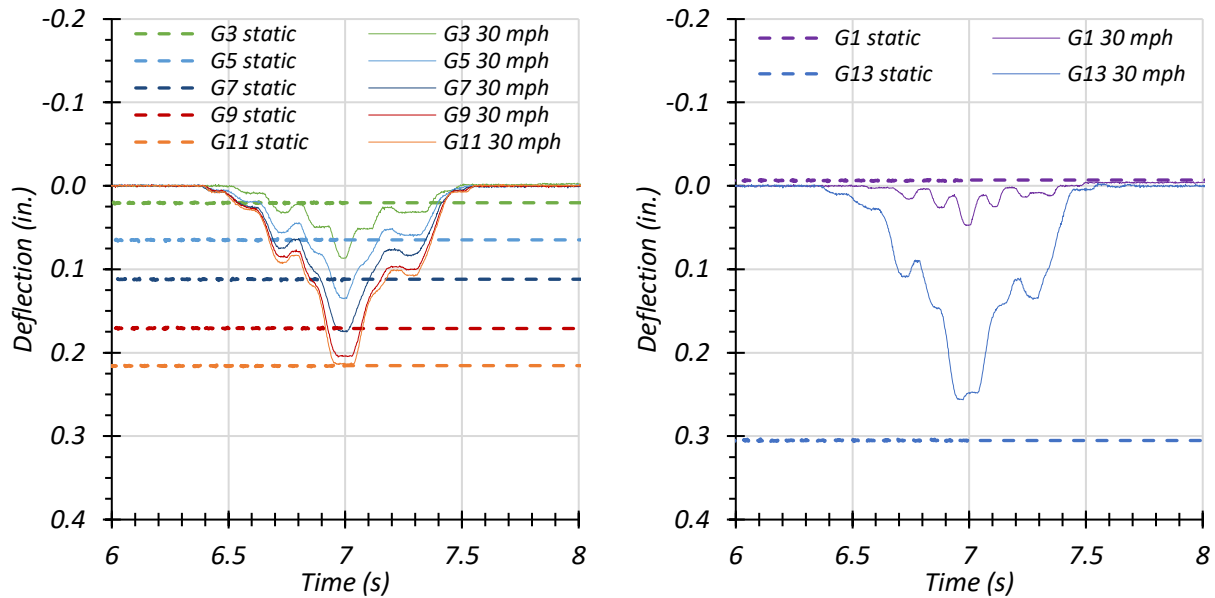 -0.2
-0.1
0.0
0.1
0.2
0.3
0.4
Deflection (in.)
G3 static G3 30 mph
G5 static G5 30 mph
G7 static G7 30 mph
G9 static G9 30 mph
G11 static G11 30 mph
6 6.5 7 7.5 8
Time (s)
-0.2
-0.1
0.0
0.1
0.2
0.3
0.4
Deflection (in.)
G1 static G1 30 mph
G13 static G13 30 mph
6 6.5 7 7.5 8
Time (s)